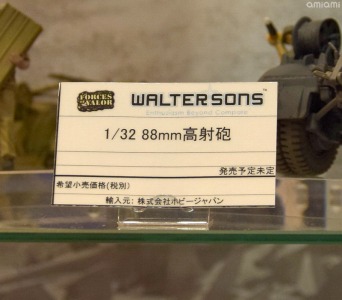 amiami
FORCES OF VALOR
WALTERSONS™
1/32 88mm高射砲
発売予定未定
希望小売価格(税別)
輸入元: 株式会社ホビージャパン